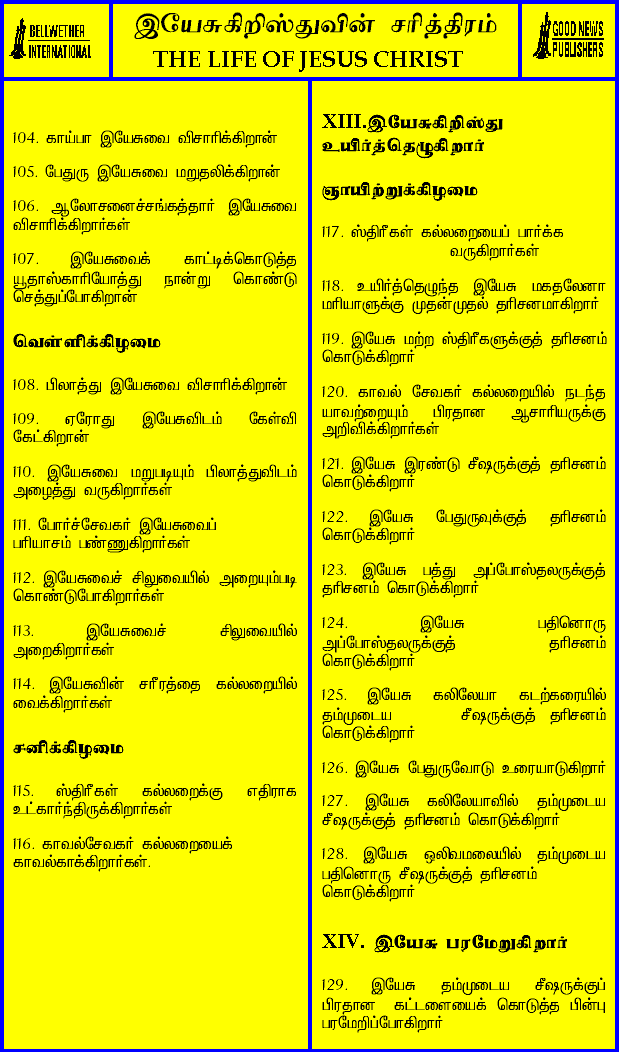 BELLWETHER
INTERNATIONAL
இயேசுகிறிஸ்துவின் சரித்திரம்
THE LIFE OF JESUS CHRIST
GOOD NEWS
PUBLISHERS
104. காய்பா இயேசுவை விசாரிக்கிறான்
105. பேதுரு இயேசுவை மறுதலிக்கிறான்
106. ஆலோசனைச்சங்கத்தார் இயேசுவை
விசாரிக்கிறார்கள்
107. இயேசுவைக் காட்டிக்கொடுத்த
யூதாஸ்காரியோத்து நான்று கொண்டு
செத்துப்போகிறான்
வெள்ளிக்கிழமை
108. பிலாத்து இயேசுவை விசாரிக்கிறான்
109. ஏரோது இயேசுவிடம் கேள்வி
கேட்கிறான்
110. இயேசுவை மறுபடியும் பிலாத்துவிடம்
அழைத்து வருகிறார்கள்
111. போர்ச்சேவகர் இயேசுவைப்
பரியாசம் பண்ணுகிறார்கள்
112. இயேசுவைச் சிலுவையில் அறையும்படி
கொண்டுபோகிறார்கள்
113. இயேசுவைச் சிலுவையில்
அறைகிறார்கள்
114. இயேசுவின் சரீரத்தை கல்லறையில்
வைக்கிறார்கள்
சனிக்கிழமை
115. ஸ்திரீகள் கல்லறைக்கு எதிராக
உட்கார்ந்திருக்கிறார்கள்
116. காவல்சேவகர் கல்லறையைக்
காவல்காக்கிறார்கள்.
XIII.இயேசுகிறிஸ்து
உயிர்த்தெழுகிறார்
ஞாயிற்றுக்கிழமை
117. ஸ்திரீகள் கல்லறையைப் பார்க்க
வருகிறார்கள்
118. உயிர்த்தெழுந்த இயேசு மகதலேனா
மரியாளுக்கு முதன்முதல் தரிசனமாகிறார்
119. இயேசு மற்ற ஸ்திரீகளுக்குத் தரிசனம்
கொடுக்கிறார்
120. காவல் சேவகர் கல்லறையில் நடந்த
யாவற்றையும் பிரதான ஆசாரியருக்கு
அறிவிக்கிறார்கள்
121. இயேசு இரண்டு சீஷருக்குத் தரிசனம்
கொடுக்கிறார்
122. இயேசு பேதுருவுக்குத் தரிசனம்
கொடுக்கிறார்
123. இயேசு பத்து அப்போஸ்தலருக்குத்
தரிசனம் கொடுக்கிறார்
124. இயேசு பதினொரு
அப்போஸ்தலருக்குத் தரிசனம்
கொடுக்கிறார்
125. இயேசு கலிலேயா கடற்கரையில்
தம்முடைய சீஷருக்குத் தரிசனம்
கொடுக்கிறார்
126. இயேசு பேதுருவோடு உரையாடுகிறார்
127. இயேசு கலிலேயாவில் தம்முடைய
சீஷருக்குத் தரிசனம் கொடுக்கிறார்
128. இயேசு ஒலிவமலையில் தம்முடைய
பதினொரு சீஷருக்குத் தரிசனம்
கொடுக்கிறார்
XIV. இயேசு பரமேறுகிறார்
129. இயேசு தம்முடைய சீஷருக்குப்
பிரதான கட்டளையைக் கொடுத்த பின்பு
பரமேறிப்போகிறார்